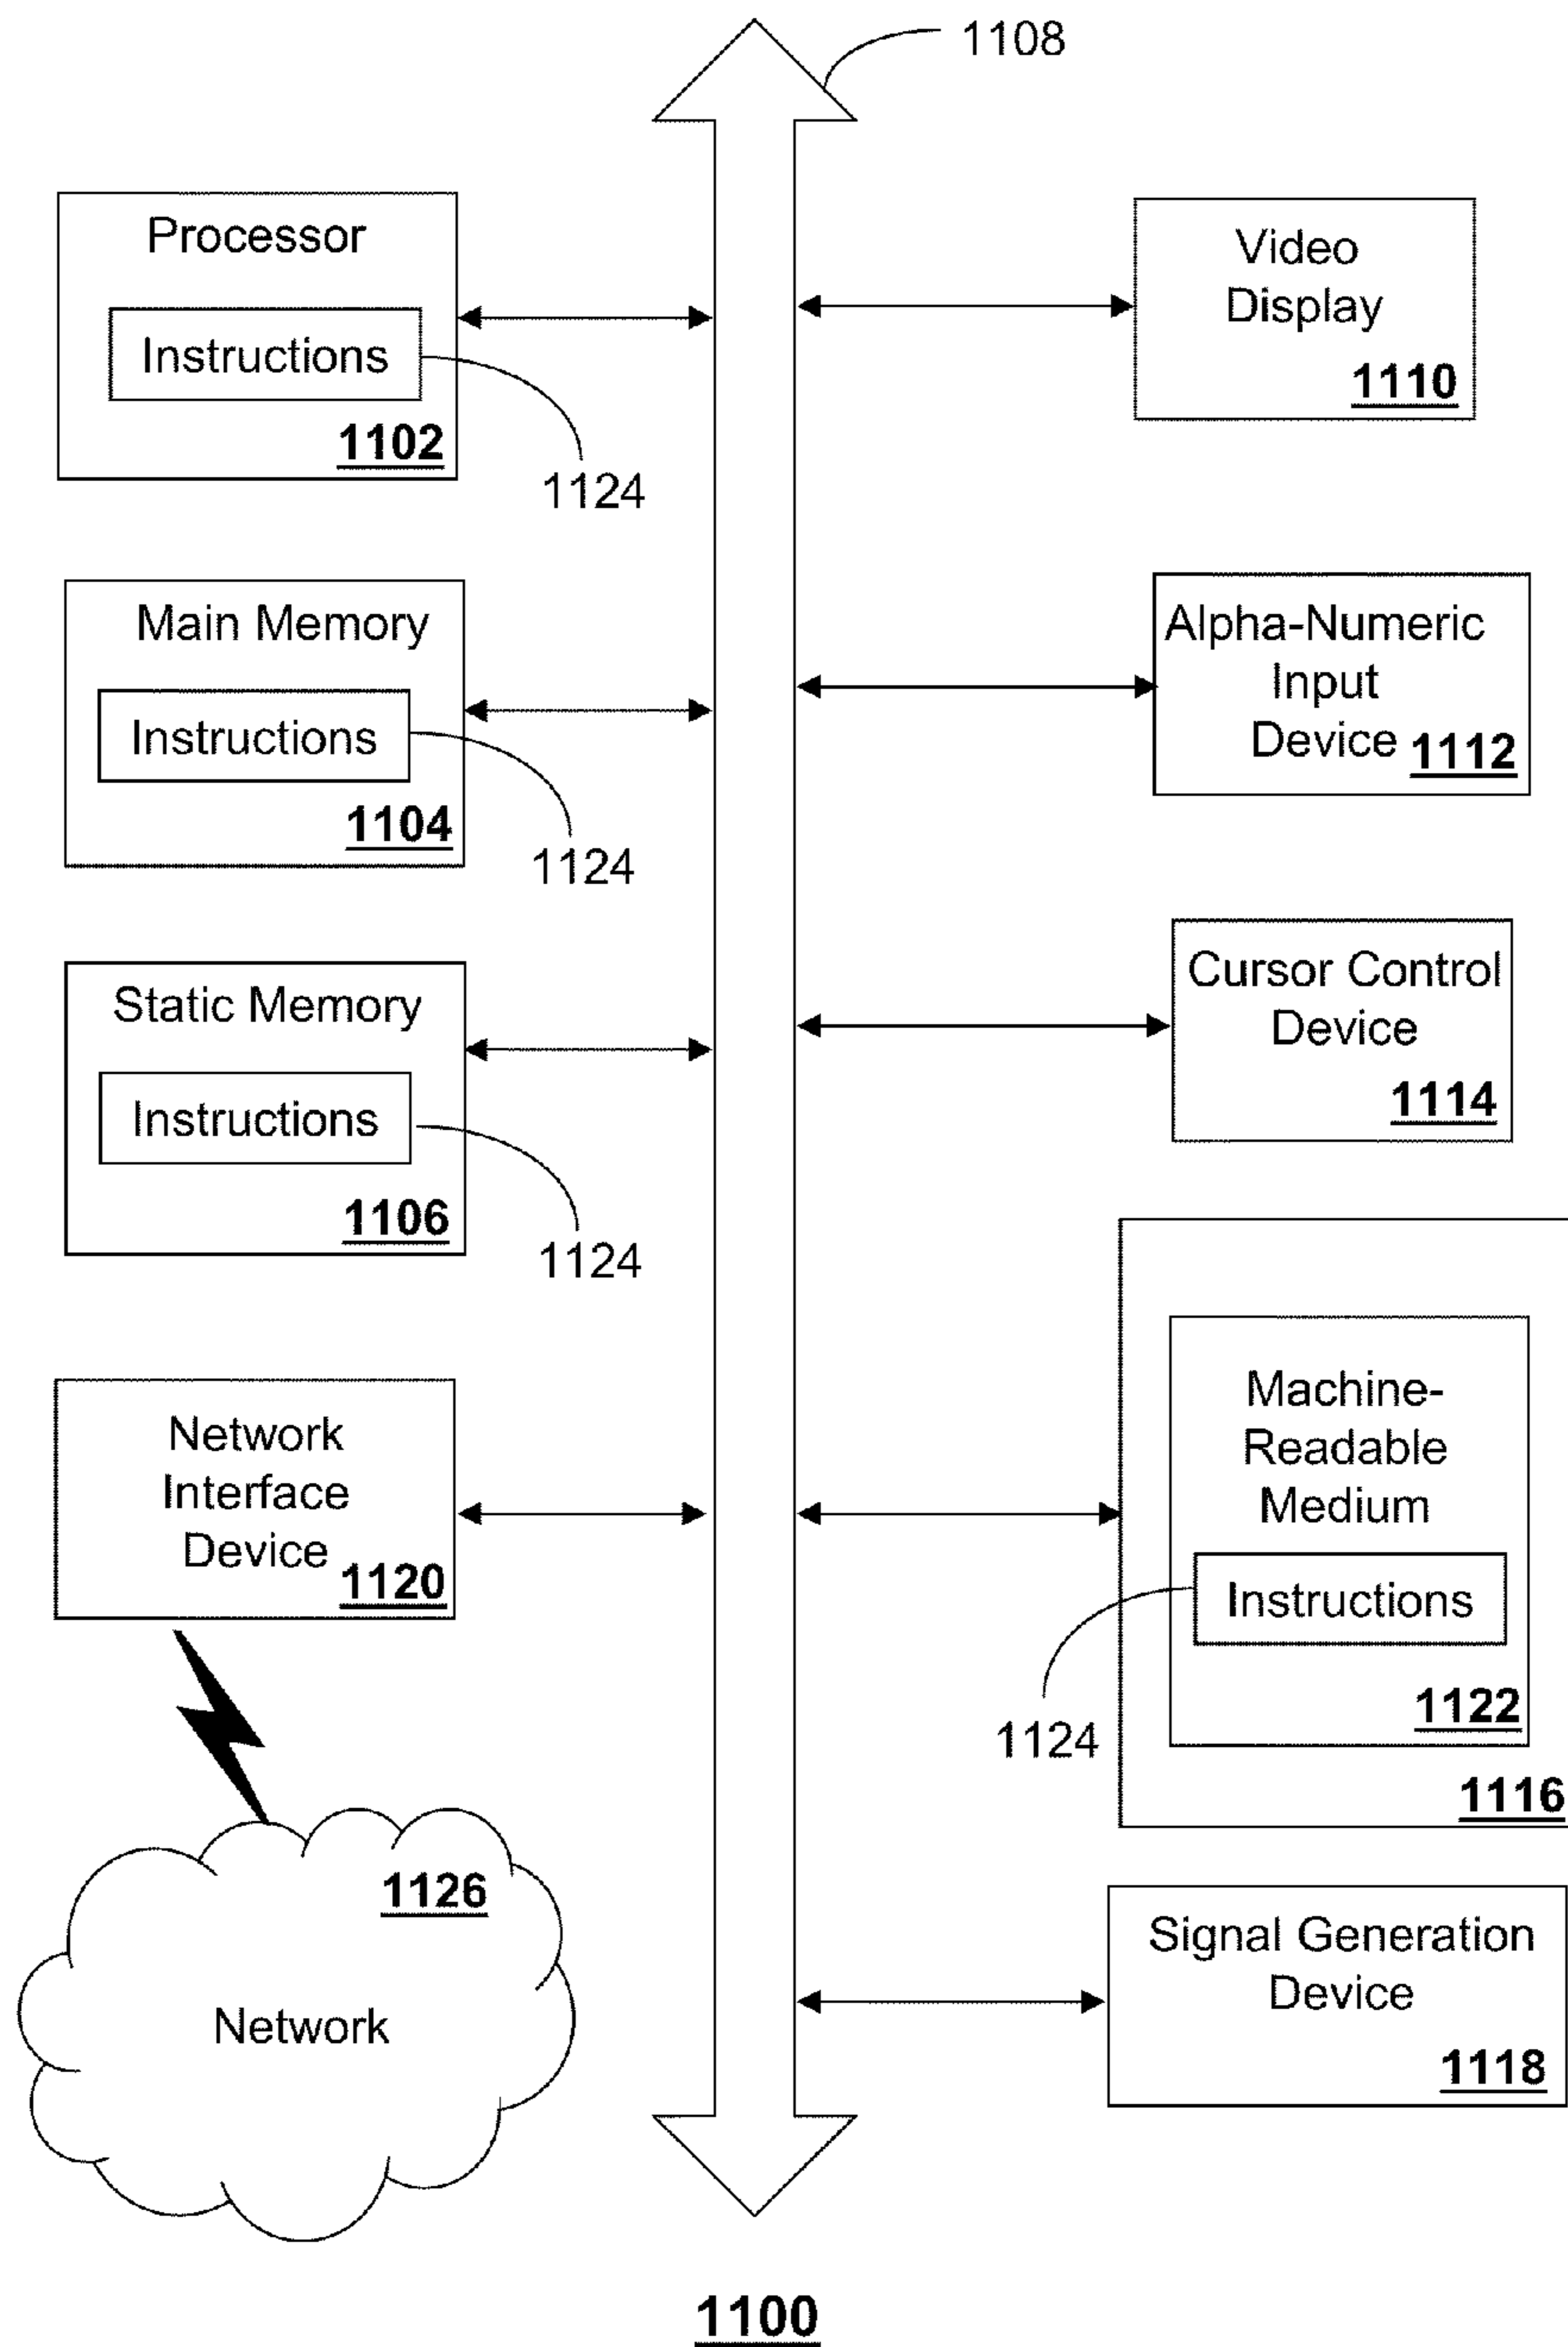 1108
Processor
Instructions
1102
1124
Video
Display
1110
Main Memory
Instructions
1104
1124
Alpha-Numeric
Input
Device 1112
Static Memory
Instructions
1106
1124
Cursor Control
Device
1114
Network
Interface
Device
1120
Machine-
Readable
Medium
Instructions
1122
1124
1116
1126
Network
Signal Generation
Device
1118
1100